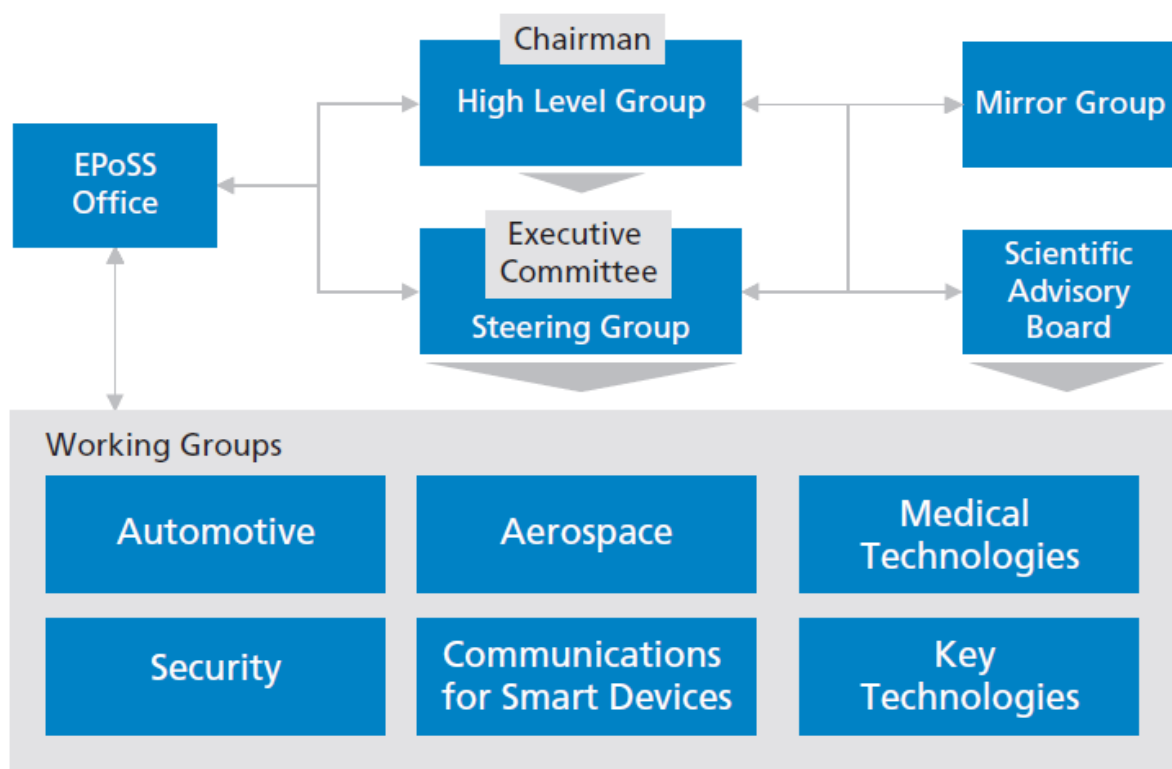 Chairman
High Level Group
Mirror Group
EPoSS
Office
Executive
Committee
Steering Group
Scientific
Advisory
Board
Working Groups
Automotive
Aerospace
Medical
Technologies
Security
Communications
for Smart Devices
Key
Technologies